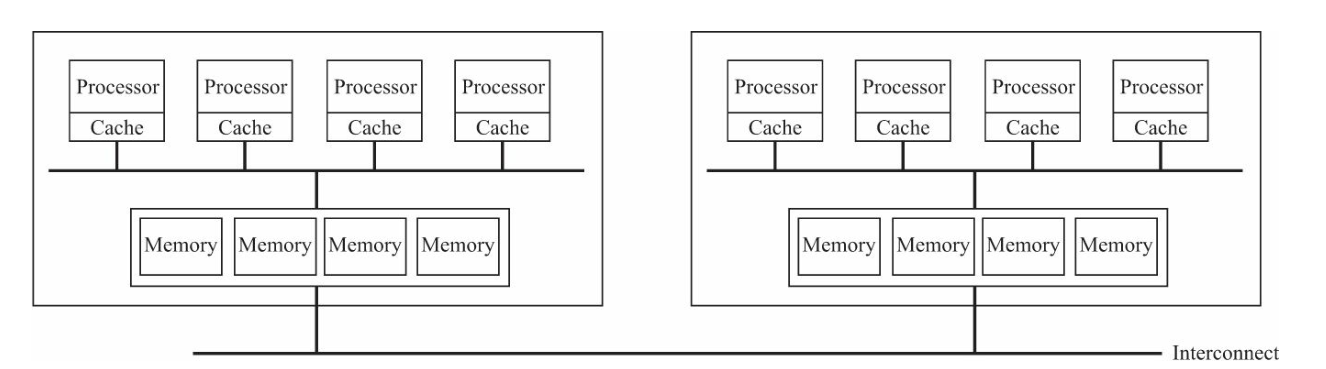 Processor Processor Processor Processor
Cache Cache Cache Cache
Memory Memory Memory Memory
Processor Processor Processor Processor
Cache Cache Cache Cache
Memory Memory Memory Memory
Interconnect